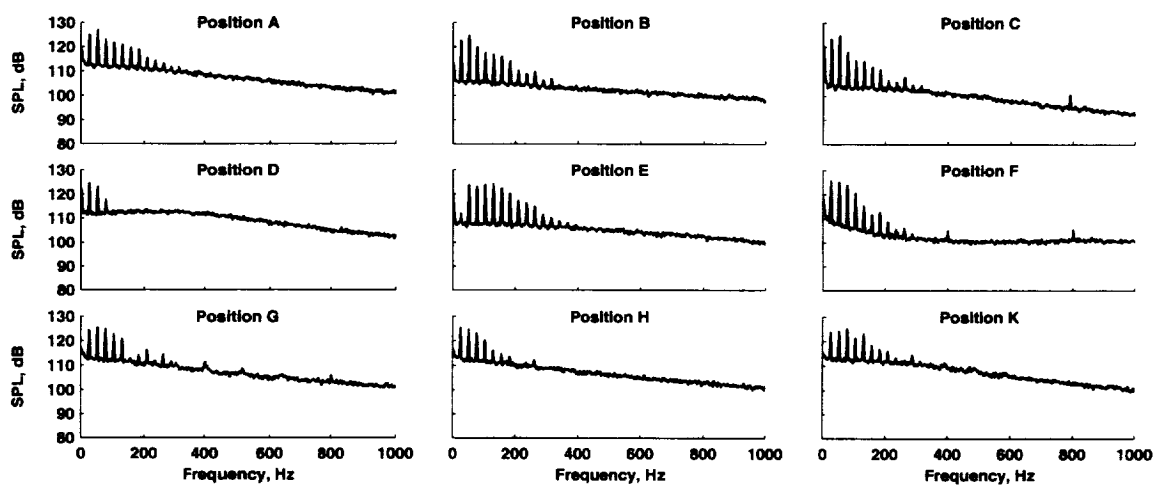 Position A Position B Position C
SPL, dB
130
120
110
100
90
80
Position D Position E Position F
SPL, dB
130
120
110
100
90
80
Position G Position H Position K
SPL, dB
130
120
110
100
90
80
0 200 400 600 800 1000 0 200 400 600 800 1000 0 200 400 600 800 1000
Frequency, Hz Frequency, Hz Frequency, Hz